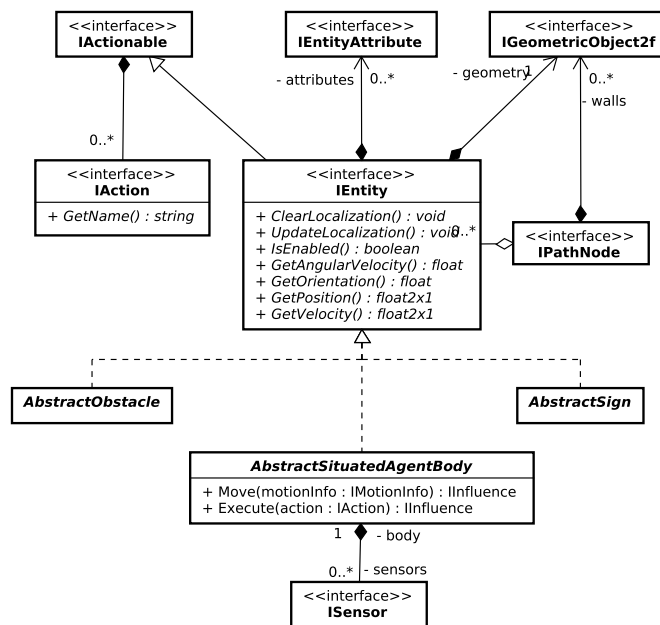 <<interface>>
IActionable
<<interface>>
IEntityAttribute
<<interface>>
IGeometricObject2f
- attributes
0..*
- geometry
1
0..*
- walls
0..*
<<interface>>
IAction
+ GetName() : string
<<interface>>
IEntity
+ ClearLocalization() : void
+ UpdateLocalization() : void
+ IsEnabled() : boolean
+ GetAngularVelocity() : float
+ GetOrientation() : float
+ GetPosition() : float2x1
+ GetVelocity() : float2x1
0..*
<<interface>>
IPathNode
AbstractObstacle
AbstractSign
AbstractSituatedAgentBody
+ Move(motionInfo : IMotionInfo) : IInfluence
+ Execute(action : IAction) : IInfluence
1
- body
0..*
- sensors
<<interface>>
ISensor